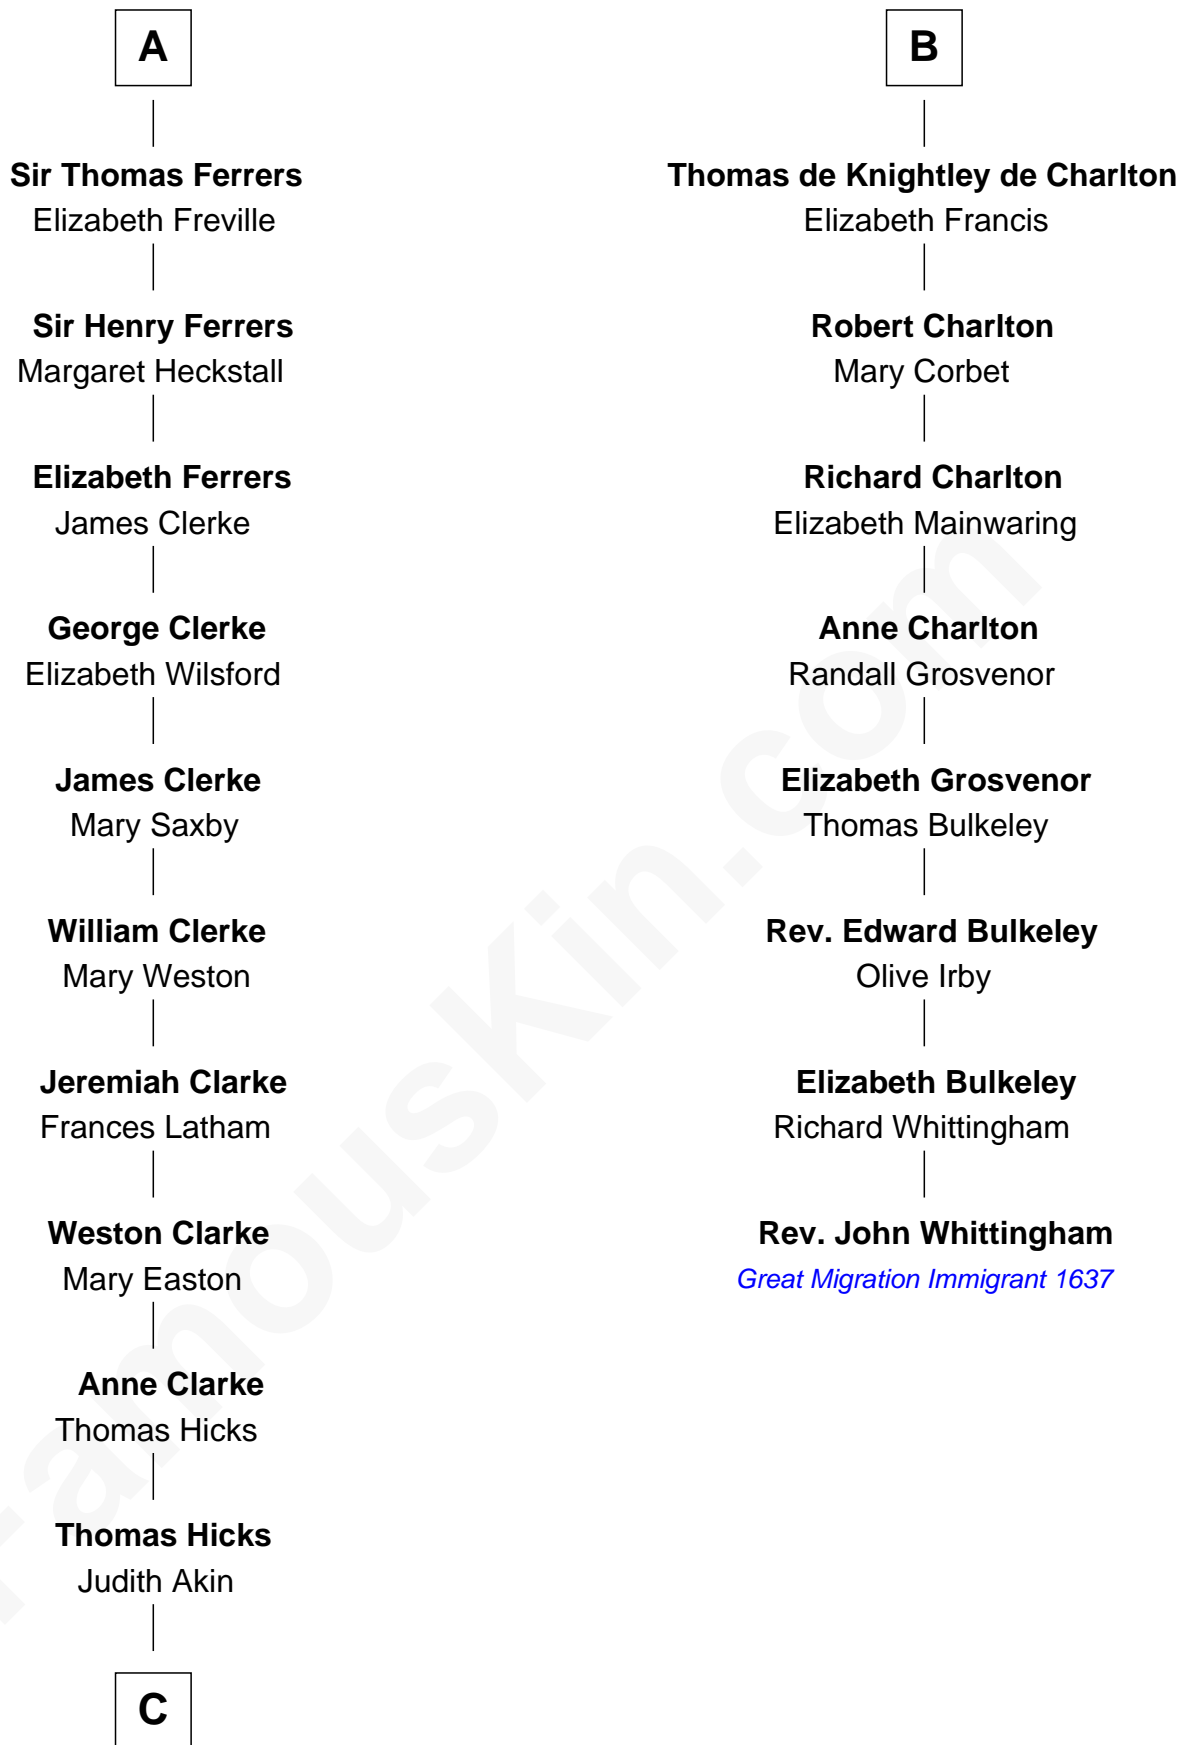 A
Sir Thomas Ferrers
Elizabeth Freville
Sir Henry Ferrers
Margaret Heckstall
Elizabeth Ferrers
James Clerke
George Clerke
Elizabeth Wilsford
James Clerke
Mary Saxby
William Clerke
Mary Weston
Jeremiah Clarke
Frances Latham
Weston Clarke
Mary Easton
Anne Clarke
Thomas Hicks
Thomas Hicks
Judith Akin
C
B
Thomas de Knightley de Charlton
Elizabeth Francis
Robert Charlton
Mary Corbet
Richard Charlton
Elizabeth Mainwaring
Anne Charlton
Randall Grosvenor
Elizabeth Grosvenor
Thomas Bulkeley
Rev. Edward Bulkeley
Olive Irby
Elizabeth Bulkeley
Richard Whittingham
Rev. John Whittingham
Great Migration Immigrant 1637
FamousKin.com